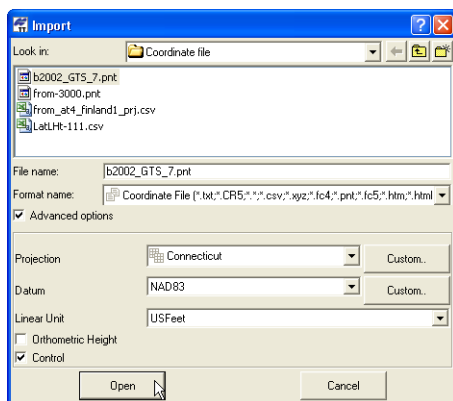 Import
Look in:
Coordinate file
b2002_GTS_7.pnt
from-3000.pnt
from_at4_finland1_prj.csv
LatLHt-111.csv
File name:
b2002_GTS_7.pnt
Format name:
Coordinate File (*.txt;*.CR5;*.*;*.csv;*.xyz;*.fc4;*.pnt;*.fc5;*.htm;*.html
Advanced options
Projection
Connecticut
Custom..
Datum
NAD83
Custom..
Linear Unit
USFeet
Orthometric Height
Control
Open
Cancel